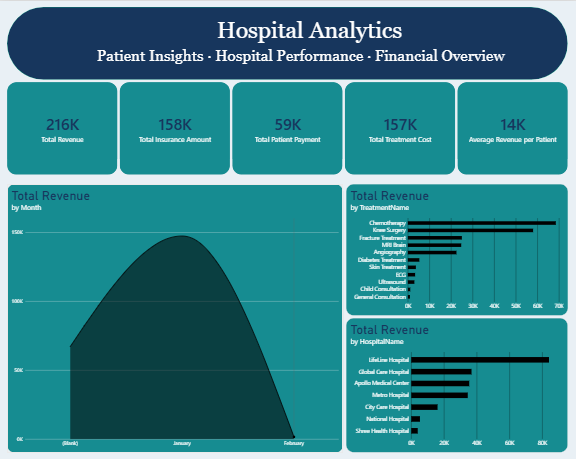 Hospital Analytics
Patient Insights · Hospital Performance · Financial Overview
216K
Total Revenue
158K
Total Insurance Amount
59K
Total Patient Payment
157K
Total Treatment Cost
14K
Average Revenue per Patient
Total Revenue
by Month
150K
100K
50K
0K
(Blank)
January
February
Total Revenue
by TreatmentName
Chemotherapy
Knee Surgery
Fracture Treatment
MRI Brain
Angiography
Diabetes Treatment
Skin Treatment
ECG
Ultrasound
Child Consultation
General Consultation
0K 10K 20K 30K 40K 50K 60K 70K
Total Revenue
by HospitalName
LifeLine Hospital
Global Care Hospital
Apollo Medical Center
Metro Hospital
City Care Hospital
National Hospital
Shree Health Hospital
0K 20K 40K 60K 80K